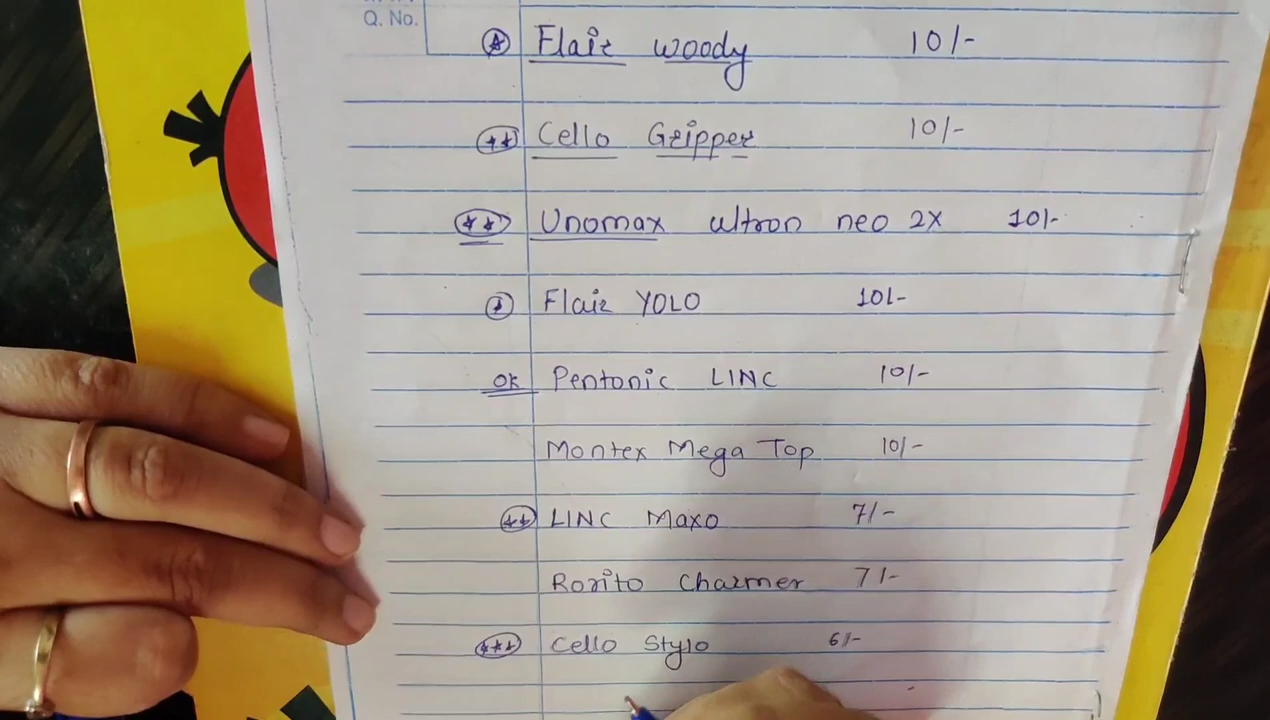 Q. No.
★ Flair woody 10/-
★★ Cello Gripper 10/-
★★ Unomax ultron neo 2X 10/-
★ Flair YOLO 10/-
OK Pentonic LINC 10/-
Montex Mega Top 10/-
★★ LINC Maxo 7/-
Rorito Charmer 7/-
★★★ Cello Stylo 6/-